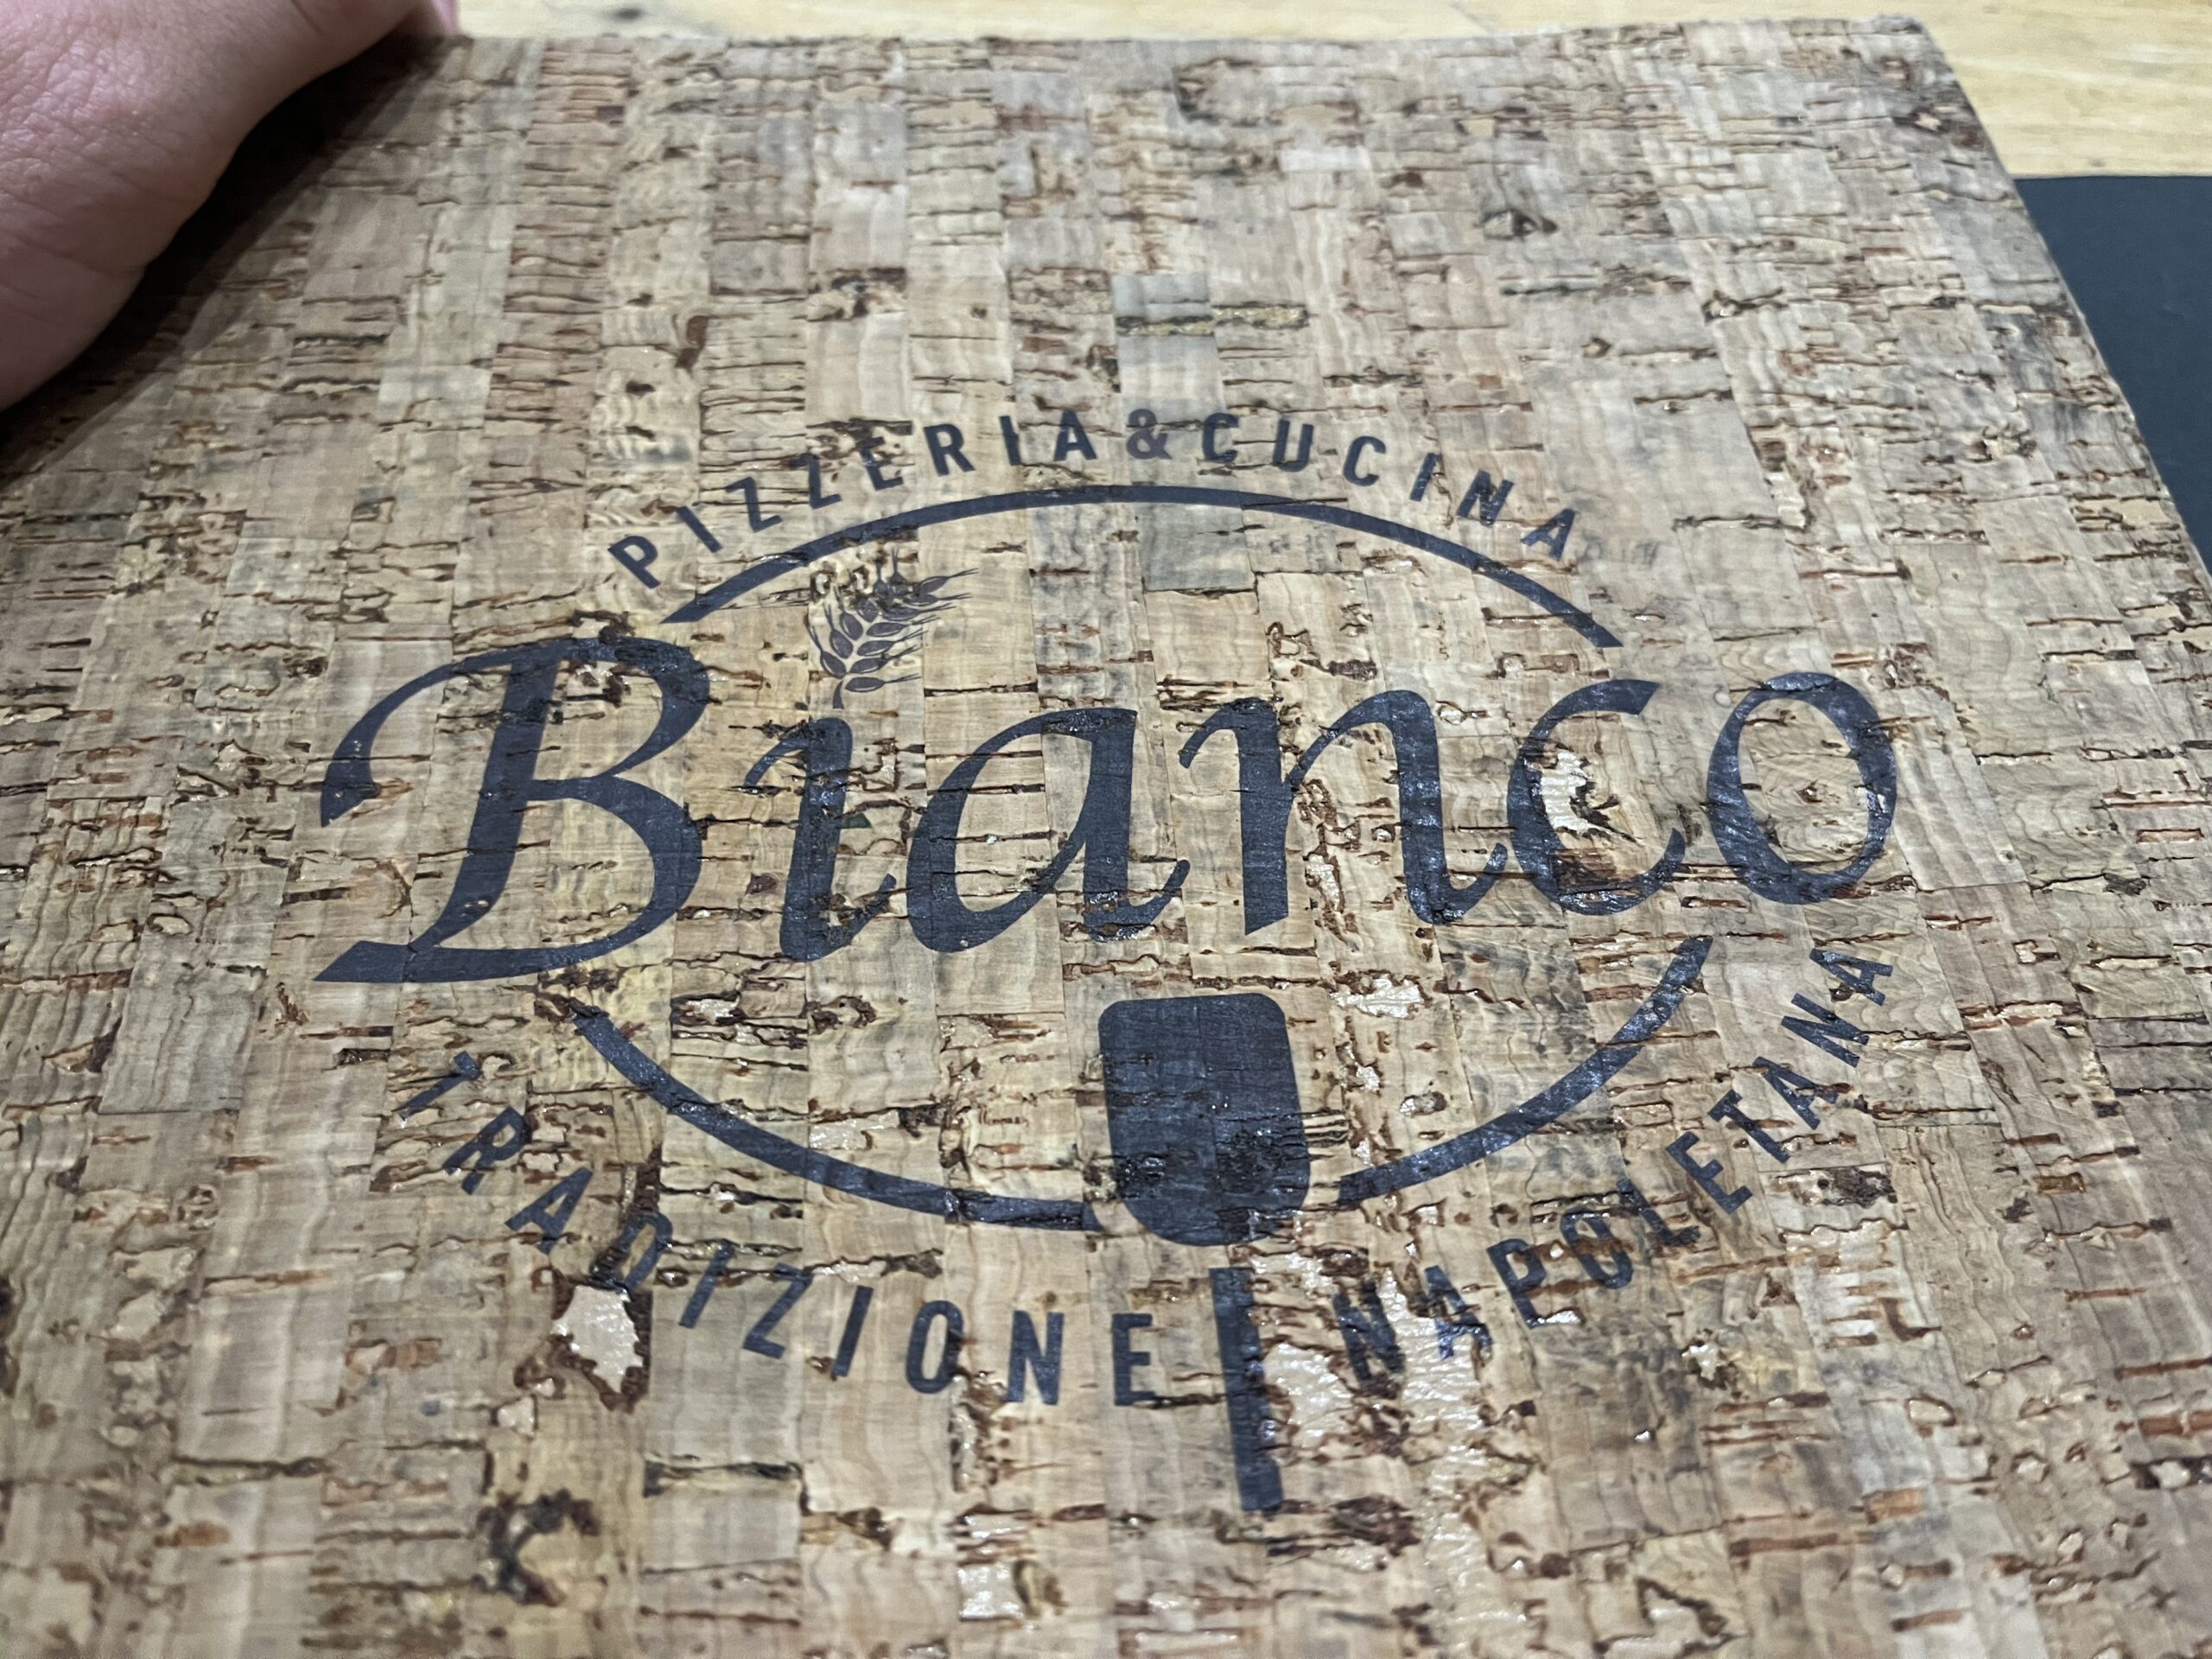 PIZZERIA & CUCINA
Bianco
TRADIZIONE NAPOLETANA